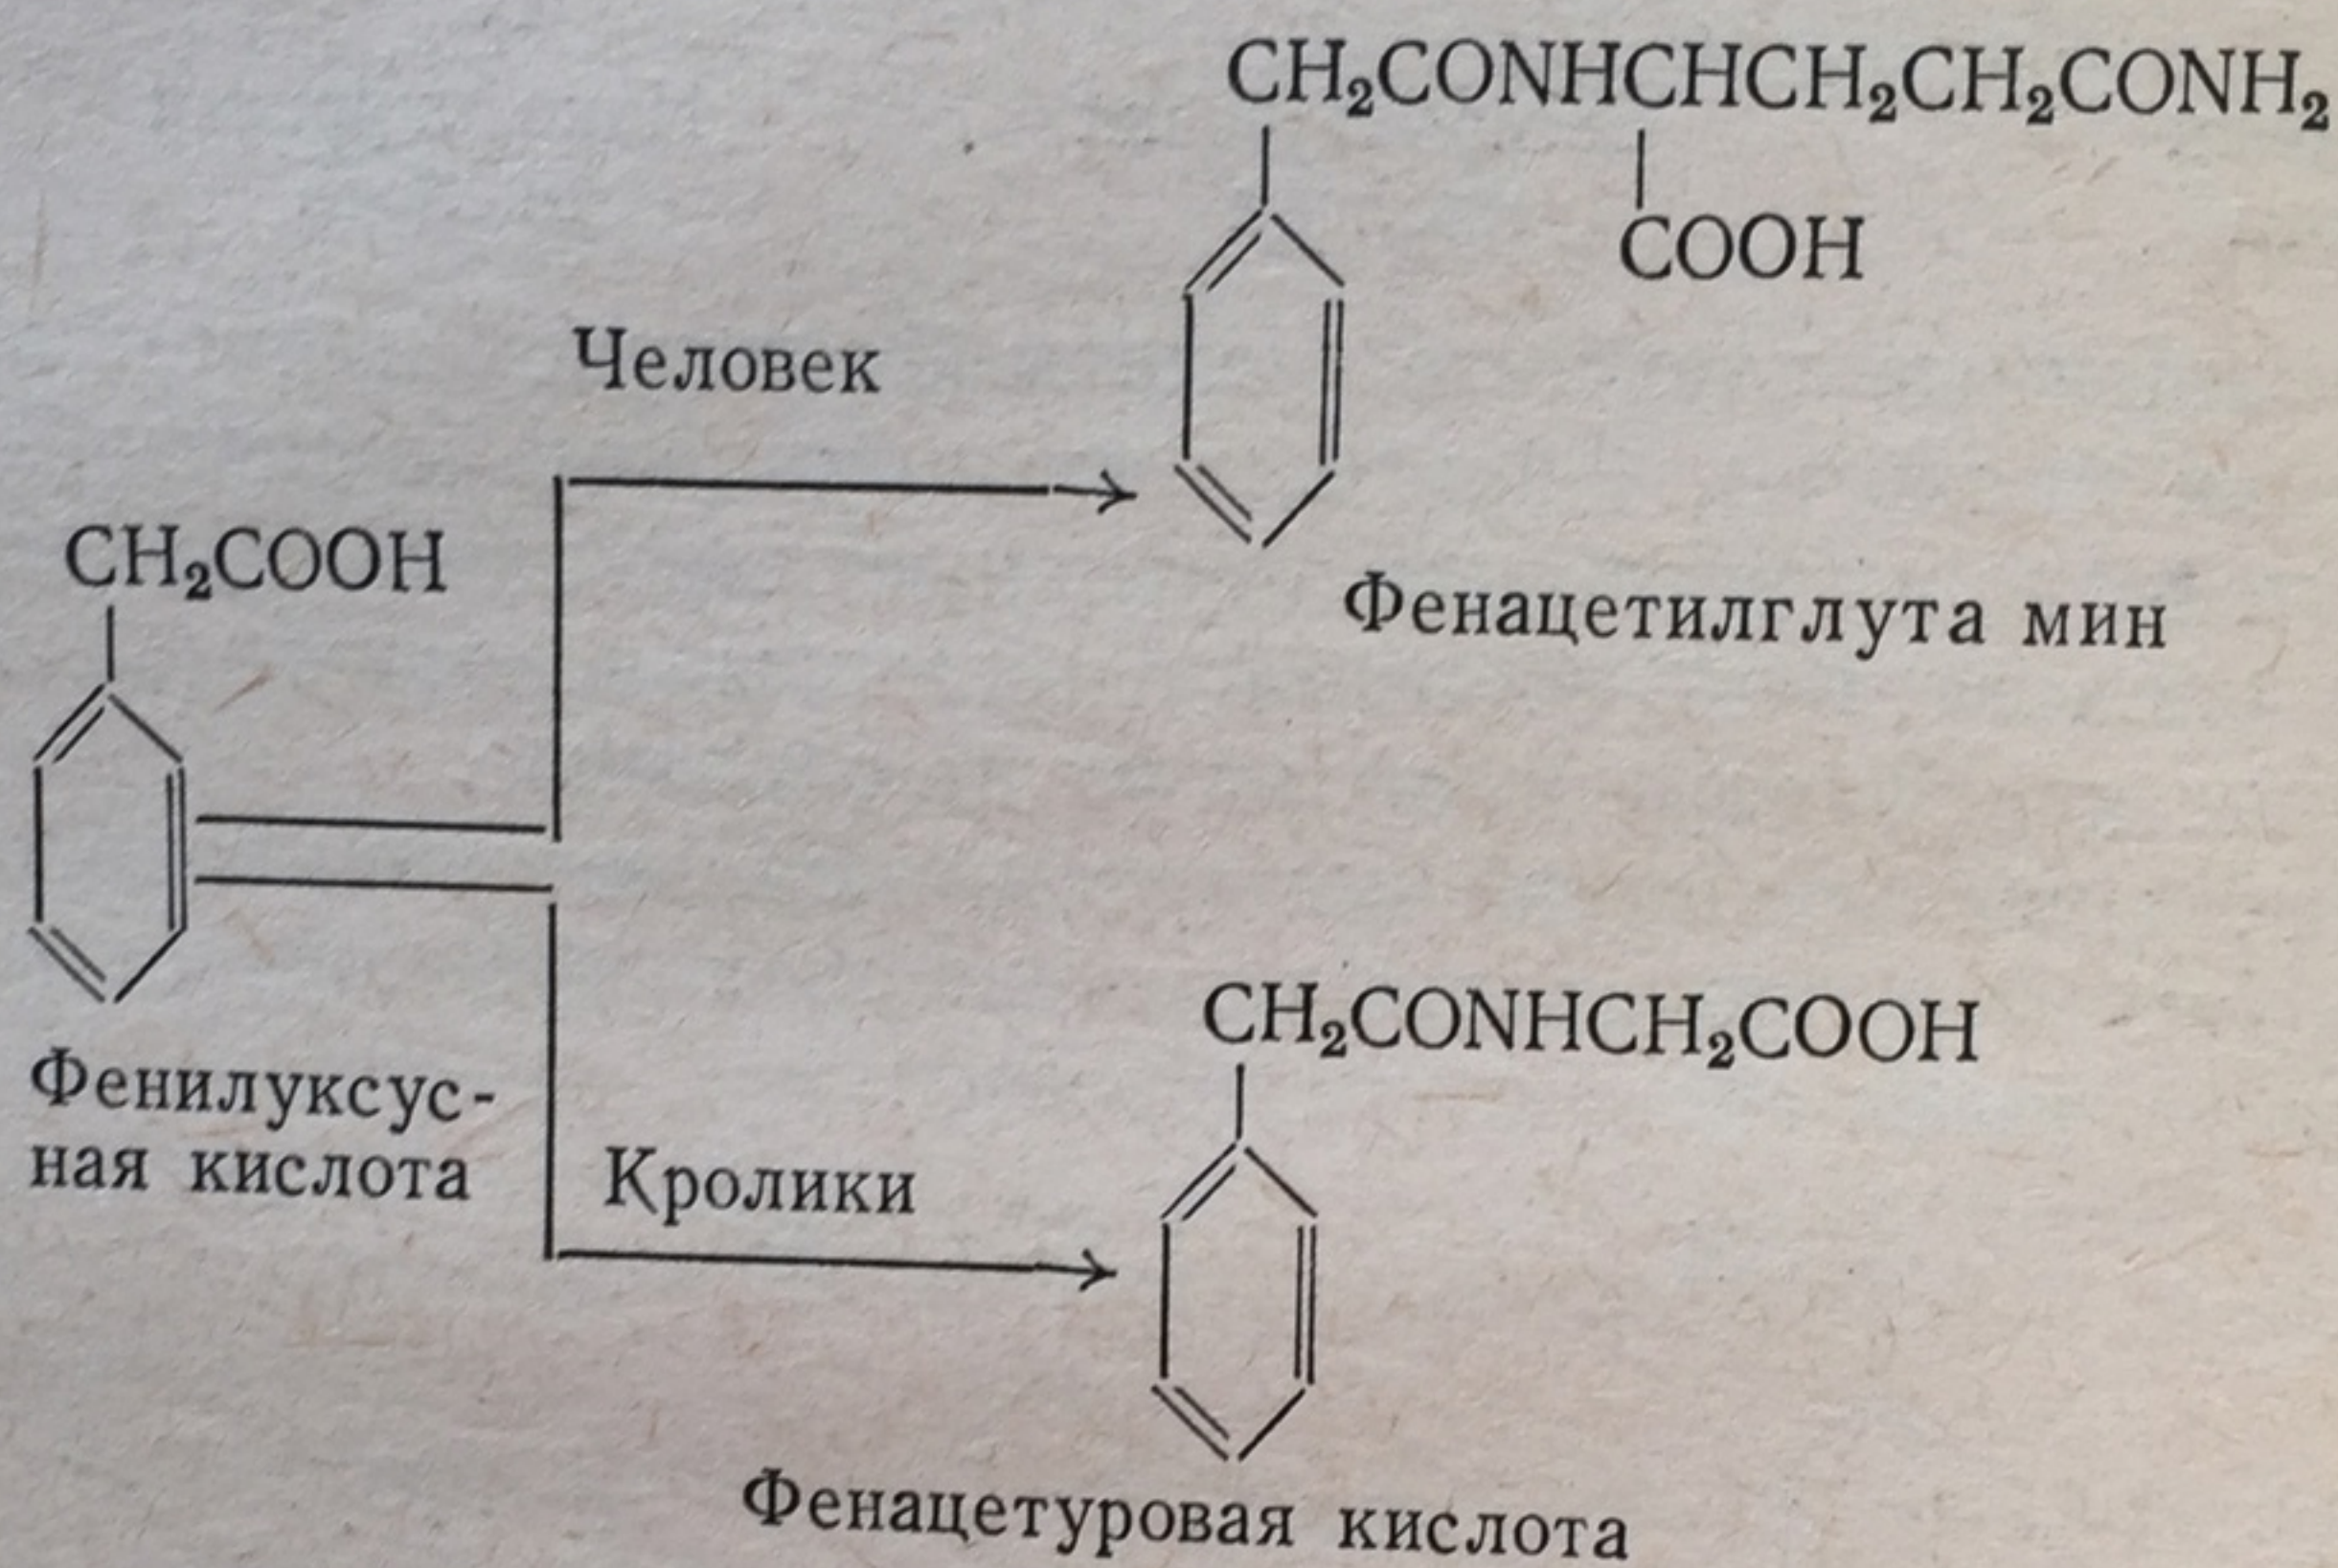 CH₂CONHCHCH₂CH₂CONH₂
COOH
Человек
CH₂COOH
Фенацетилглута мин
CH₂CONHCH₂COOH
Фенилуксус-
ная кислота
Кролики
Фенацетуровая кислота